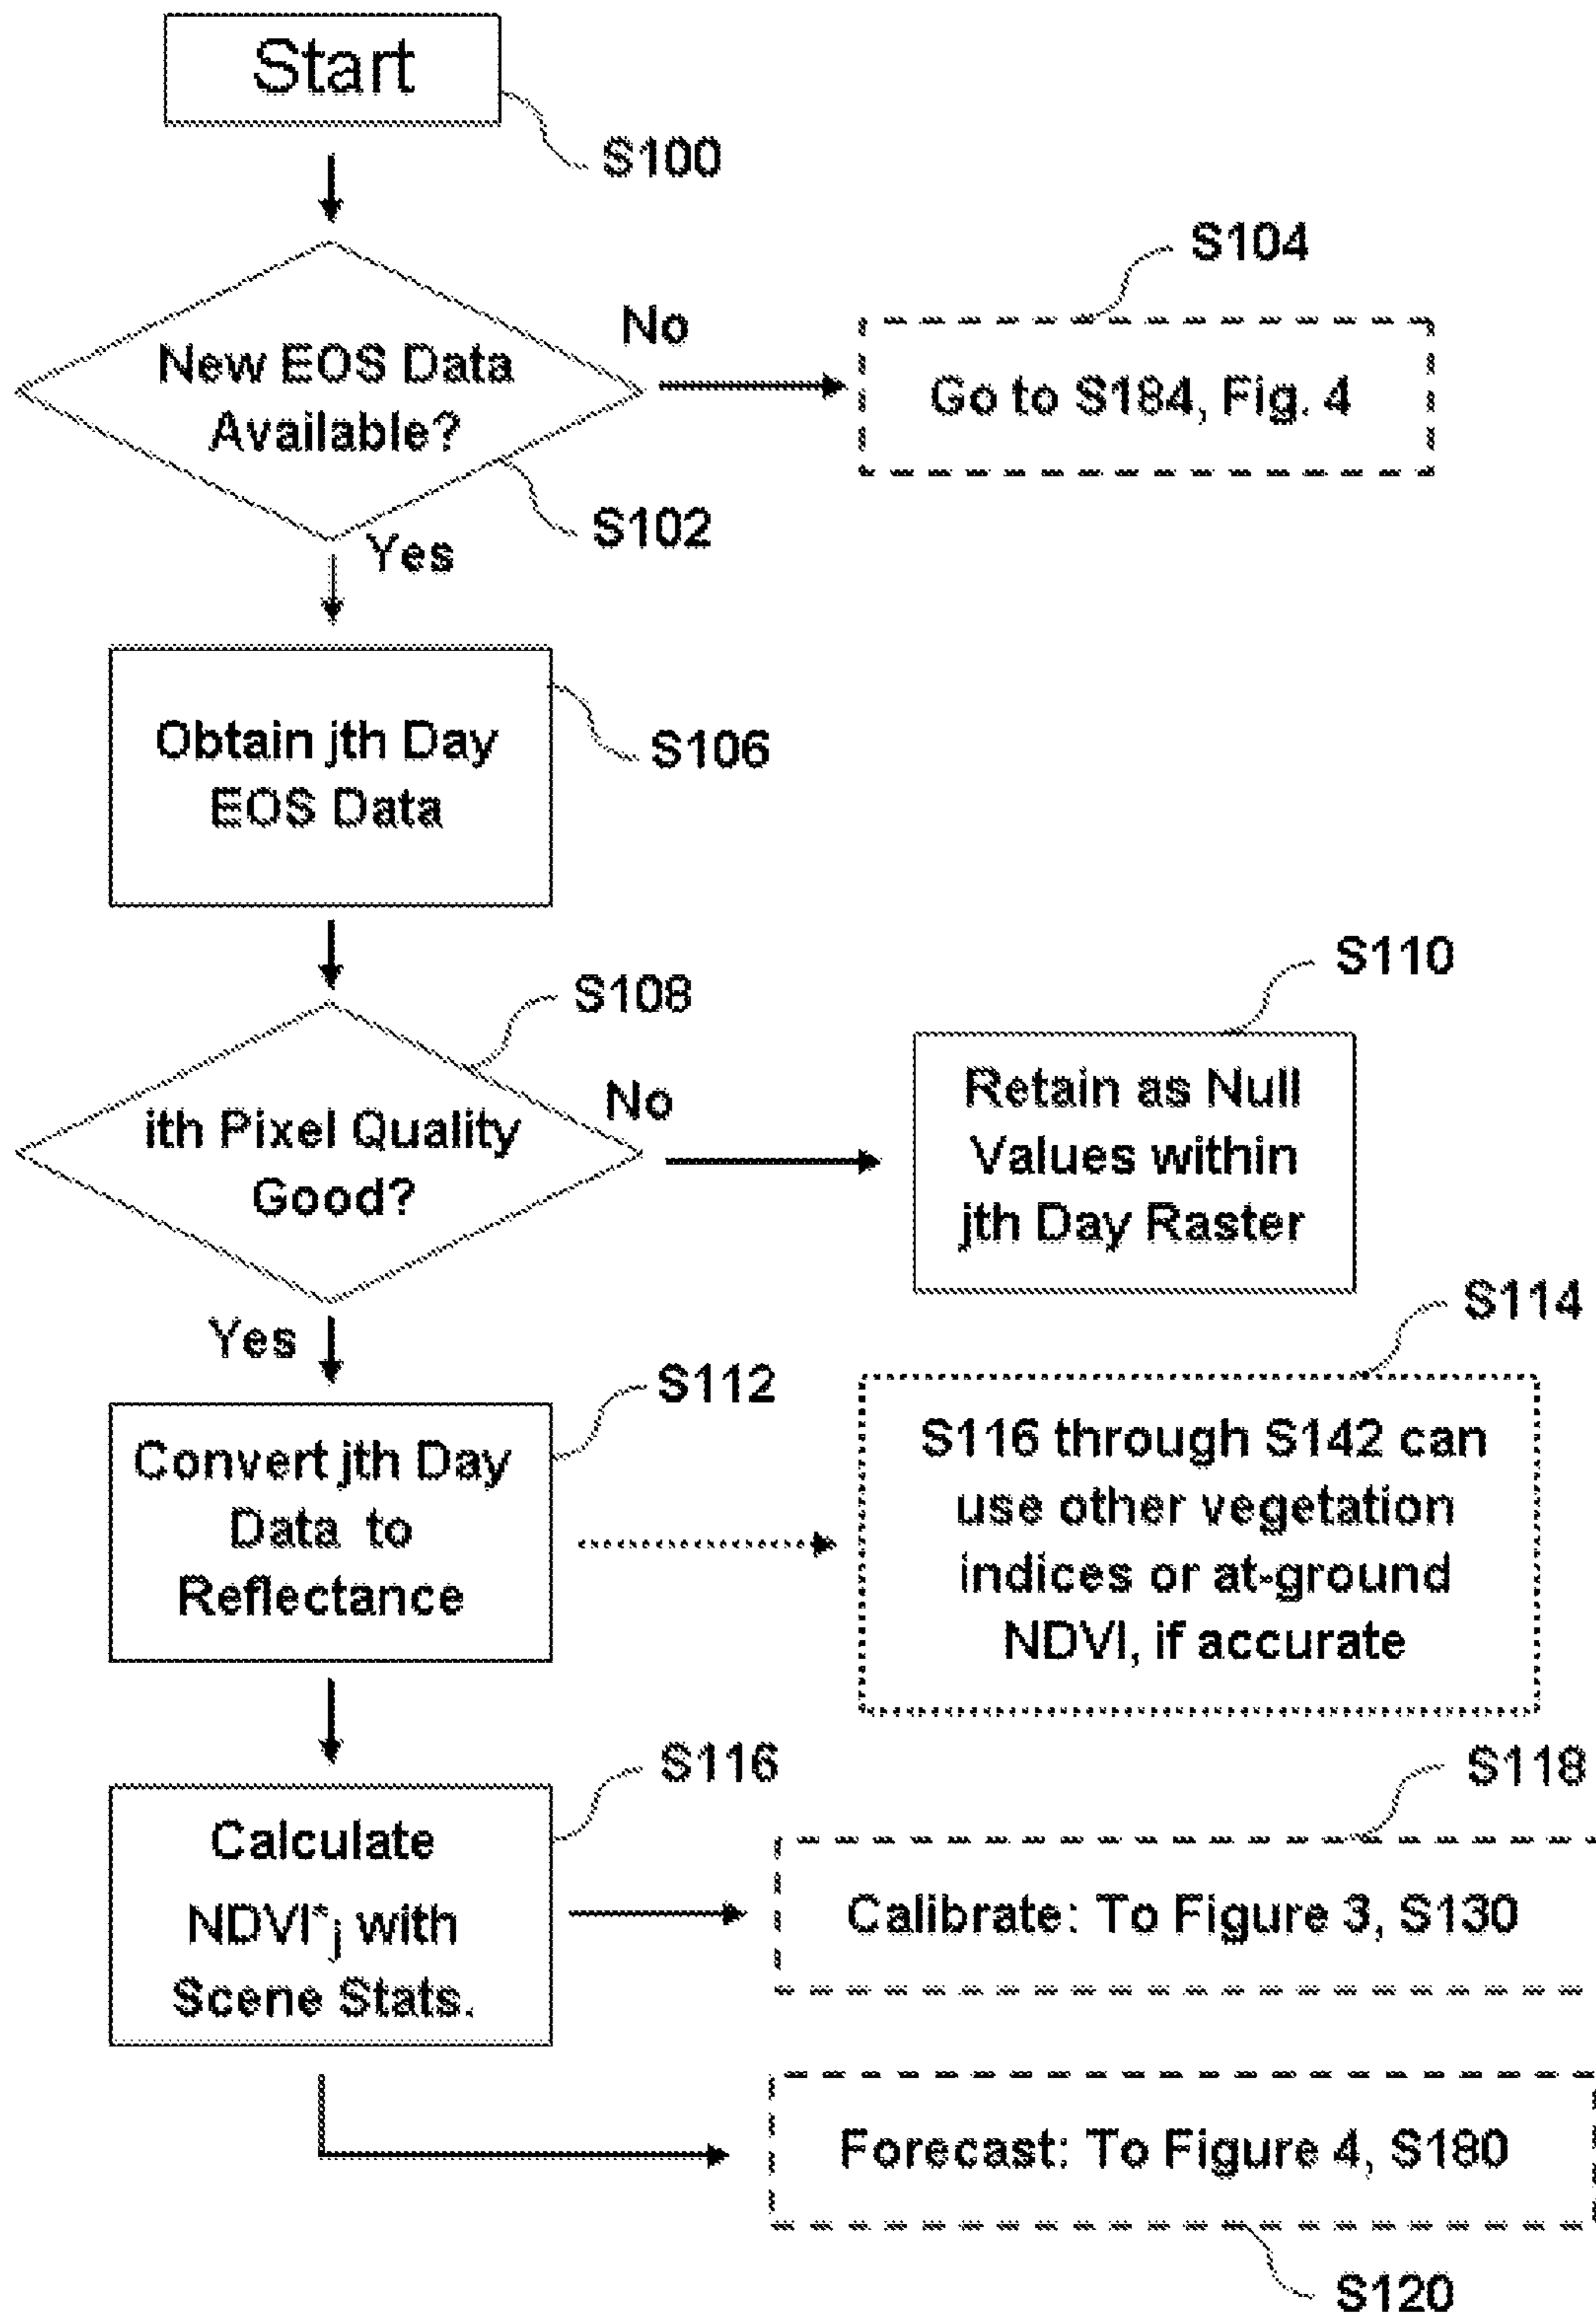 Start
S100
S104
No
New EOS Data
Available?
Go to S184, Fig. 4
S102
Yes
Obtain jth Day
EOS Data
S106
S108
S110
No
ith Pixel Quality
Good?
Retain as Null
Values within
jth Day Raster
Yes
S112
S114
Convert jth Day
Data to
Reflectance
S116 through S142 can
use other vegetation
indices or at-ground
NDVI, if accurate
S116
S118
Calculate
NDVI*j with
Scene Stats.
Calibrate: To Figure 3, S130
Forecast: To Figure 4, S180
S120